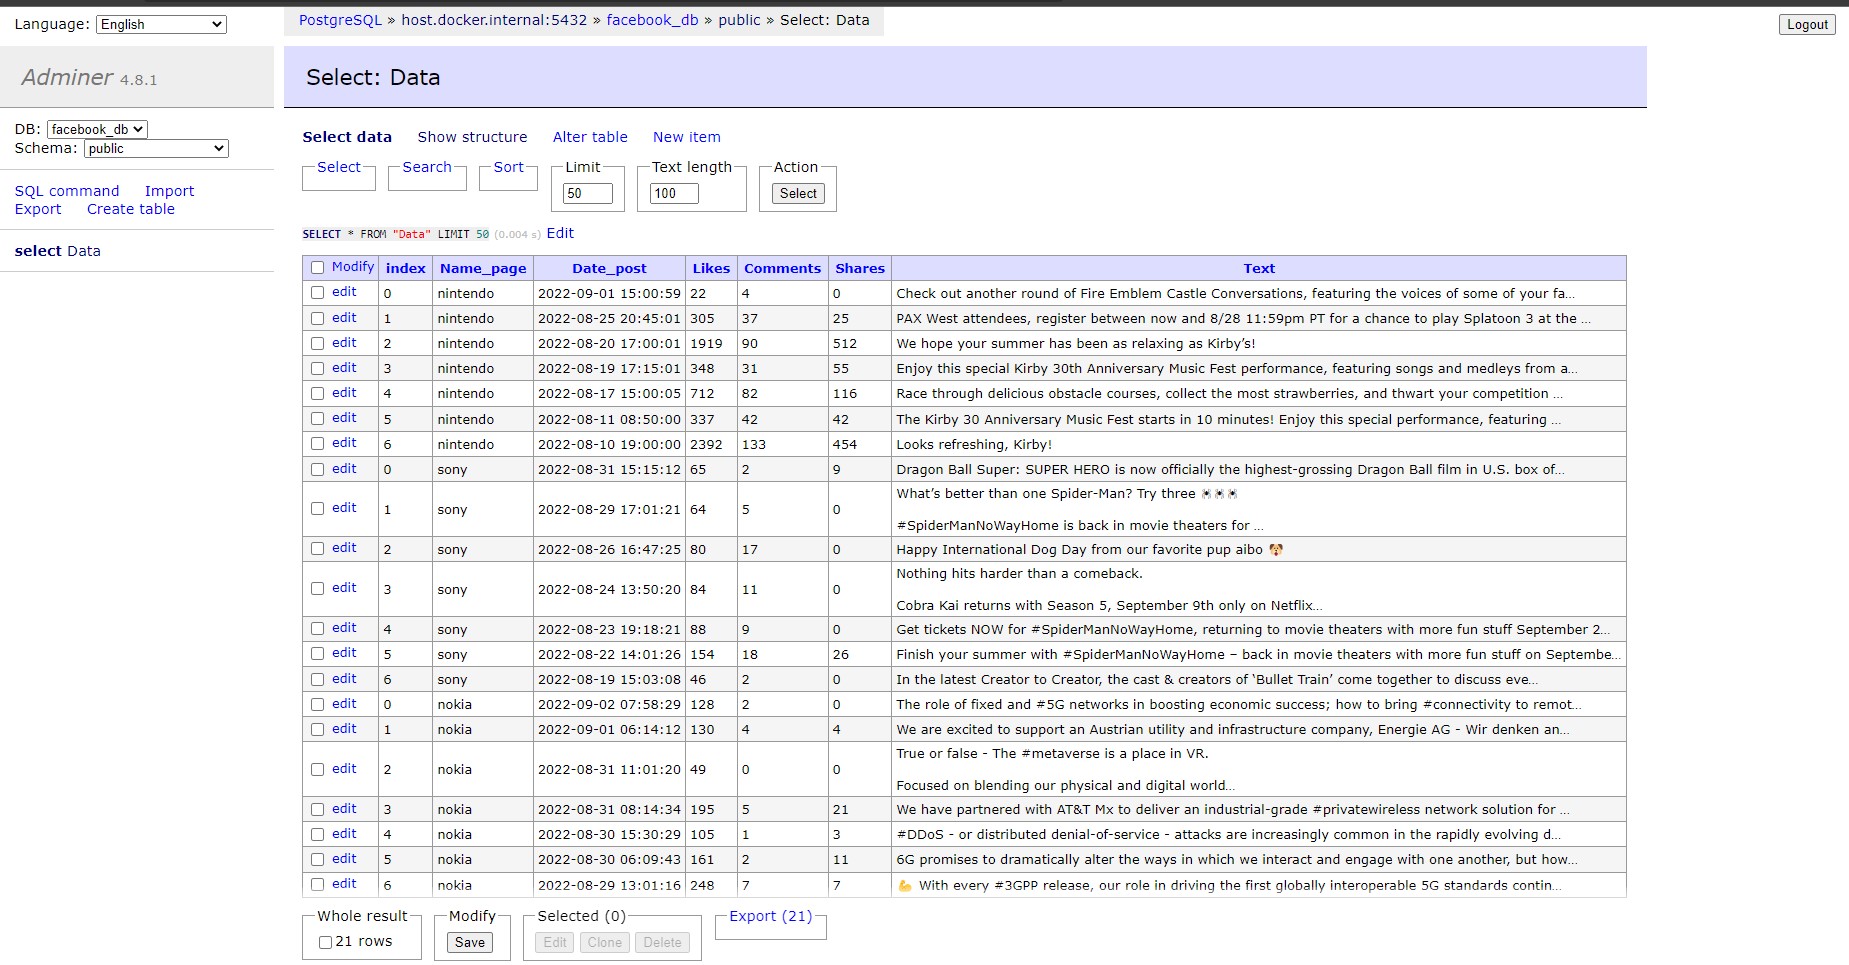 Language: English
PostgreSQL » host.docker.internal:5432 » facebook_db » public » Select: Data
Logout
Adminer 4.8.1
Select: Data
DB: facebook_db
Schema: public
SQL command Import
Export Create table
select Data
Select data Show structure Alter table New item
Select Search Sort Limit Text length Action
50 100 Select
SELECT * FROM "Data" LIMIT 50 (0.004 s) Edit
Modify index Name_page Date_post Likes Comments Shares Text
edit 0 nintendo 2022-09-01 15:00:59 22 4 0 Check out another round of Fire Emblem Castle Conversations, featuring the voices of some of your fa...
edit 1 nintendo 2022-08-25 20:45:01 305 37 25 PAX West attendees, register between now and 8/28 11:59pm PT for a chance to play Splatoon 3 at the ...
edit 2 nintendo 2022-08-20 17:00:01 1919 90 512 We hope your summer has been as relaxing as Kirby’s!
edit 3 nintendo 2022-08-19 17:15:01 348 31 55 Enjoy this special Kirby 30th Anniversary Music Fest performance, featuring songs and medleys from a...
edit 4 nintendo 2022-08-17 15:00:05 712 82 116 Race through delicious obstacle courses, collect the most strawberries, and thwart your competition ...
edit 5 nintendo 2022-08-11 08:50:00 337 42 42 The Kirby 30 Anniversary Music Fest starts in 10 minutes! Enjoy this special performance, featuring ...
edit 6 nintendo 2022-08-10 19:00:00 2392 133 454 Looks refreshing, Kirby!
edit 0 sony 2022-08-31 15:15:12 65 2 9 Dragon Ball Super: SUPER HERO is now officially the highest-grossing Dragon Ball film in U.S. box of...
edit 1 sony 2022-08-29 17:01:21 64 5 0 What’s better than one Spider-Man? Try three 🕷🕷🕷
#SpiderManNoWayHome is back in movie theaters for ...
edit 2 sony 2022-08-26 16:47:25 80 17 0 Happy International Dog Day from our favorite pup aibo 🐶
edit 3 sony 2022-08-24 13:50:20 84 11 0 Nothing hits harder than a comeback.
Cobra Kai returns with Season 5, September 9th only on Netflix...
edit 4 sony 2022-08-23 19:18:21 88 9 0 Get tickets NOW for #SpiderManNoWayHome, returning to movie theaters with more fun stuff September 2...
edit 5 sony 2022-08-22 14:01:26 154 18 26 Finish your summer with #SpiderManNoWayHome – back in movie theaters with more fun stuff on Septembe...
edit 6 sony 2022-08-19 15:03:08 46 2 0 In the latest Creator to Creator, the cast & creators of ‘Bullet Train’ come together to discuss eve...
edit 0 nokia 2022-09-02 07:58:29 128 2 0 The role of fixed and #5G networks in boosting economic success; how to bring #connectivity to remot...
edit 1 nokia 2022-09-01 06:14:12 130 4 4 We are excited to support an Austrian utility and infrastructure company, Energie AG - Wir denken an...
edit 2 nokia 2022-08-31 11:01:20 49 0 0 True or false - The #metaverse is a place in VR.
Focused on blending our physical and digital world...
edit 3 nokia 2022-08-31 08:14:34 195 5 21 We have partnered with AT&T Mx to deliver an industrial-grade #privatewireless network solution for ...
edit 4 nokia 2022-08-30 15:30:29 105 1 3 #DDoS - or distributed denial-of-service - attacks are increasingly common in the rapidly evolving d...
edit 5 nokia 2022-08-30 06:09:43 161 2 11 6G promises to dramatically alter the ways in which we interact and engage with one another, but how...
edit 6 nokia 2022-08-29 13:01:16 248 7 7 💪 With every #3GPP release, our role in driving the first globally interoperable 5G standards contin...
Whole result Modify Selected (0) Export (21)
21 rows Save Edit Clone Delete